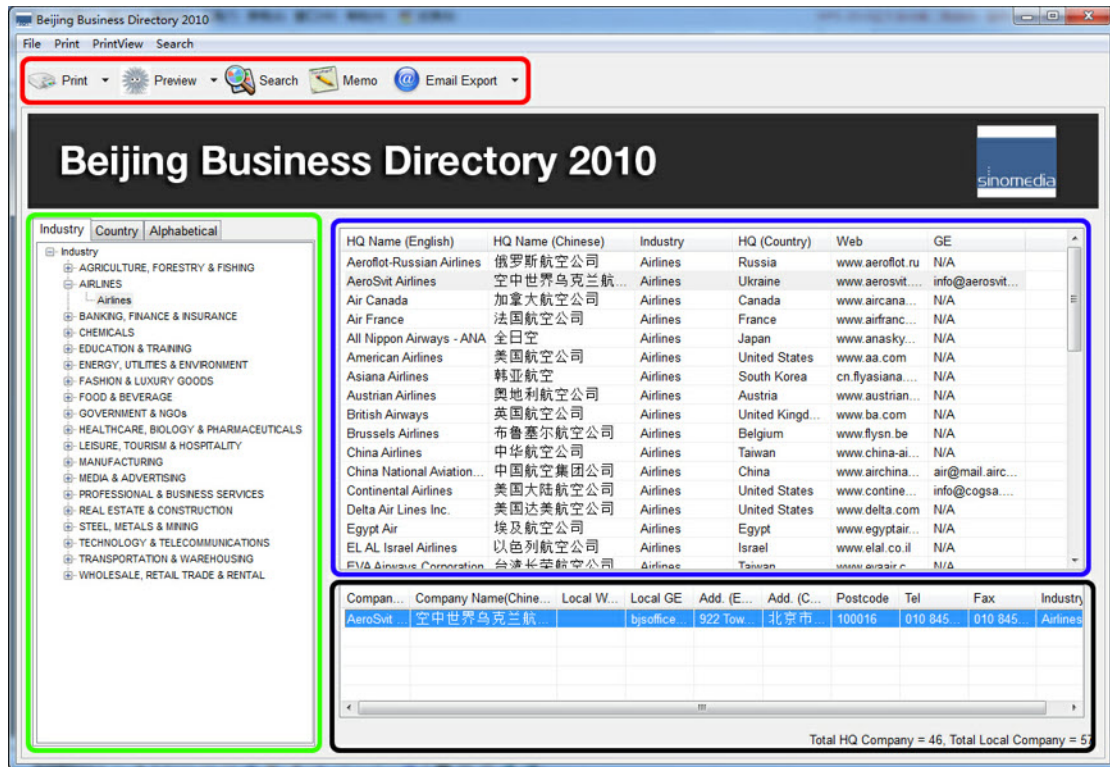 Beijing Business Directory 2010
File Print PrintView Search
Print Preview Search Memo Email Export
Beijing Business Directory 2010
sinomedia
Industry Country Alphabetical
Industry
AGRICULTURE, FORESTRY & FISHING
AIRLINES
Airlines
BANKING, FINANCE & INSURANCE
CHEMICALS
EDUCATION & TRAINING
ENERGY, UTILITIES & ENVIRONMENT
FASHION & LUXURY GOODS
FOOD & BEVERAGE
GOVERNMENT & NGOs
HEALTHCARE, BIOLOGY & PHARMACEUTICALS
LEISURE, TOURISM & HOSPITALITY
MANUFACTURING
MEDIA & ADVERTISING
PROFESSIONAL & BUSINESS SERVICES
REAL ESTATE & CONSTRUCTION
STEEL, METALS & MINING
TECHNOLOGY & TELECOMMUNICATIONS
TRANSPORTATION & WAREHOUSING
WHOLESALE, RETAIL TRADE & RENTAL
HQ Name (English) HQ Name (Chinese) Industry HQ (Country) Web GE
Aeroflot-Russian Airlines 俄罗斯航空公司 Airlines Russia www.aeroflot.ru N/A
AeroSvit Airlines 空中世界乌克兰航... Airlines Ukraine www.aerosvit.... info@aerosvit...
Air Canada 加拿大航空公司 Airlines Canada www.aircana... N/A
Air France 法国航空公司 Airlines France www.airfranc... N/A
All Nippon Airways - ANA 全日空 Airlines Japan www.anasky... N/A
American Airlines 美国航空公司 Airlines United States www.aa.com N/A
Asiana Airlines 韩亚航空 Airlines South Korea cn.flyasiana.... N/A
Austrian Airlines 奥地利航空公司 Airlines Austria www.austrian... N/A
British Airways 英国航空公司 Airlines United Kingd... www.ba.com N/A
Brussels Airlines 布鲁塞尔航空公司 Airlines Belgium www.flysn.be N/A
China Airlines 中华航空公司 Airlines Taiwan www.china-ai... N/A
China National Aviation... 中国航空集团公司 Airlines China www.airchina... air@mail.airc...
Continental Airlines 美国大陆航空公司 Airlines United States www.contine... info@cogsa....
Delta Air Lines Inc. 美国达美航空公司 Airlines United States www.delta.com N/A
Egypt Air 埃及航空公司 Airlines Egypt www.egyptair... N/A
EL AL Israel Airlines 以色列航空公司 Airlines Israel www.elal.co.il N/A
EVA Airways Corporation 台湾长荣航空公司 Airlines Taiwan www.evaair.c... N/A
Compan... Company Name(Chine... Local W... Local GE Add. (E... Add. (C... Postcode Tel Fax Industry
AeroSvit ... 空中世界乌克兰航... bjsoffice... 922 Tow... 北京市... 100016 010 845... 010 845... Airlines
Total HQ Company = 46, Total Local Company = 57